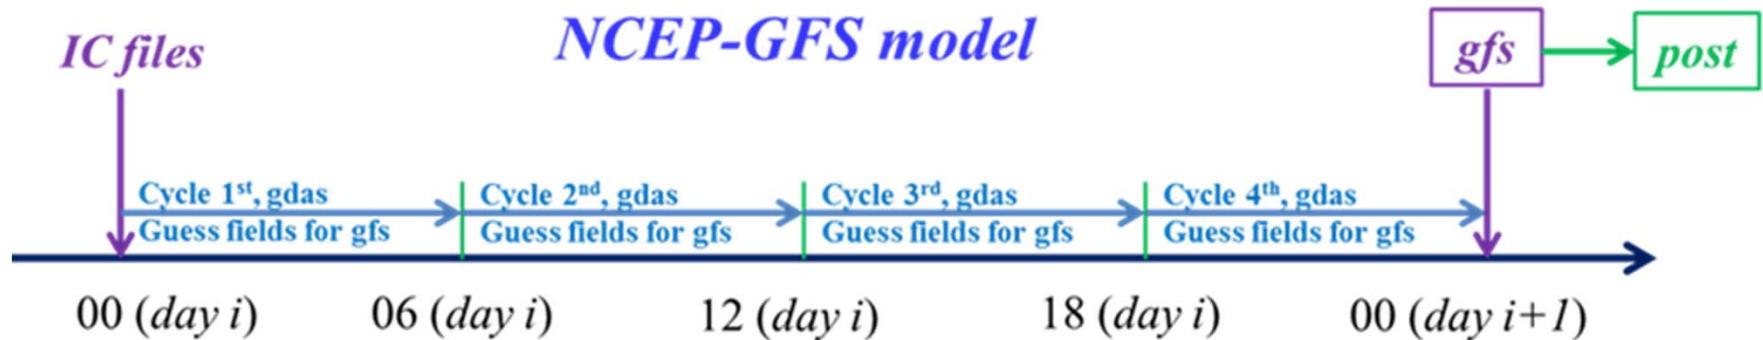 NCEP-GFS model
IC files
gfs
post
Cycle 1st, gdas
Guess fields for gfs
Cycle 2nd, gdas
Guess fields for gfs
Cycle 3rd, gdas
Guess fields for gfs
Cycle 4th, gdas
Guess fields for gfs
00 (day i)
06 (day i)
12 (day i)
18 (day i)
00 (day i+1)